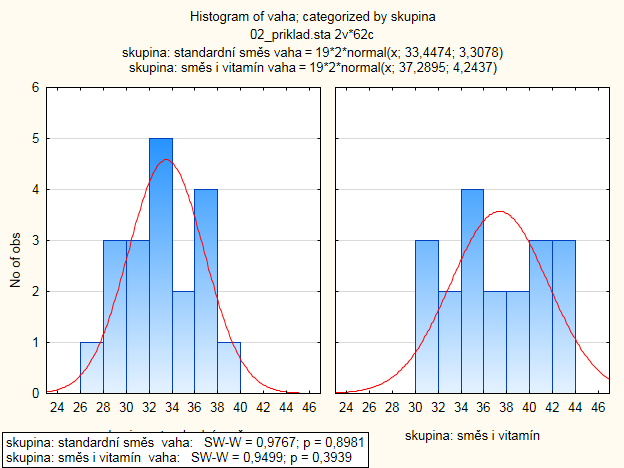 Histogram of vaha; categorized by skupina
02_priklad.sta 2v*62c
skupina: standardní směs vaha = 19*2*normal(x; 33,4474; 3,3078)
skupina: směs i vitamín vaha = 19*2*normal(x; 37,2895; 4,2437)
No of obs
6
5
4
3
2
1
0
24 26 28 30 32 34 36 38 40 42 44 46
24 26 28 30 32 34 36 38 40 42 44 46
skupina: směs i vitamín
skupina: standardní směs vaha: SW-W = 0,9767; p = 0,8981
skupina: směs i vitamín vaha: SW-W = 0,9499; p = 0,3939